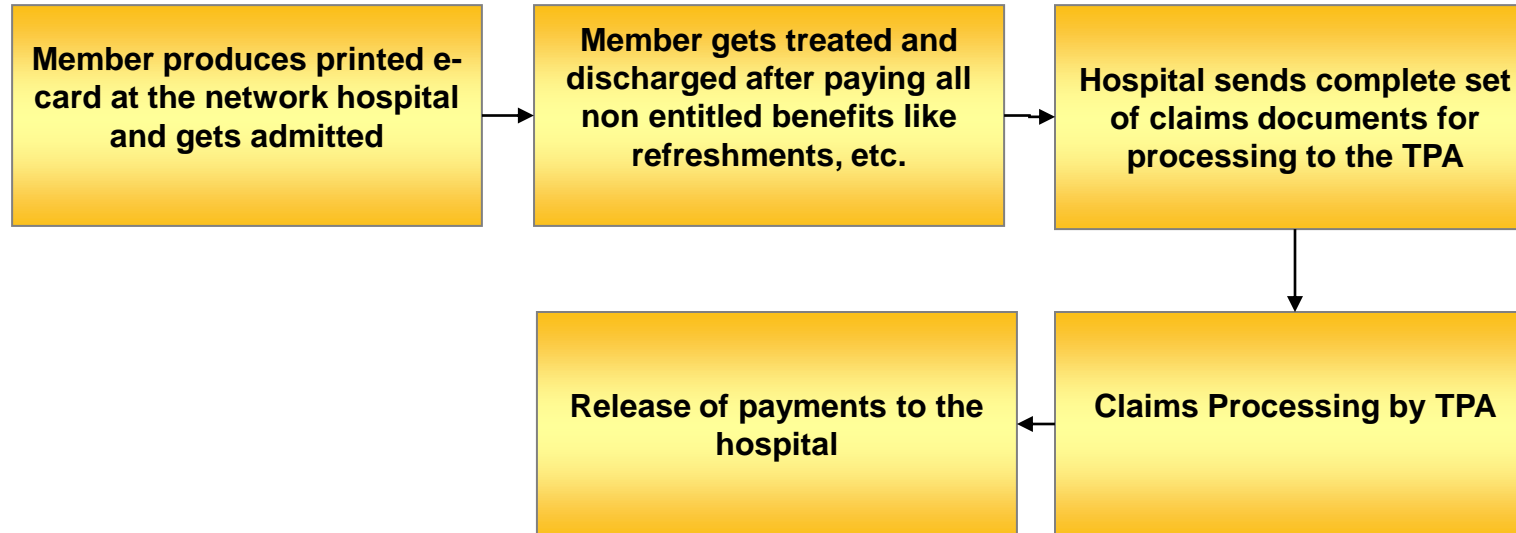 Member produces printed e-
card at the network hospital
and gets admitted
Member gets treated and
discharged after paying all
non entitled benefits like
refreshments, etc.
Hospital sends complete set
of claims documents for
processing to the TPA
Claims Processing by TPA
Release of payments to the
hospital